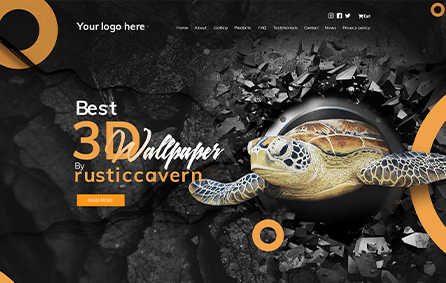 Your logo here
Cart
Home About Gallery Products FAQ Testimonials Contact News Privacy policy
Best
3D Wallpaper
By
rusticcavern
READ MORE